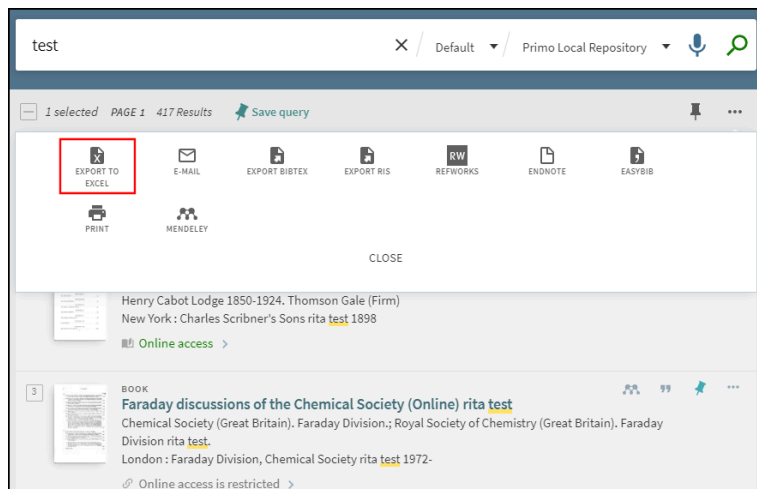 test
Default
Primo Local Repository
1 selected PAGE 1 417 Results Save query
EXPORT TO
EXCEL
E-MAIL
EXPORT BIBTEX
EXPORT RIS
RW
REFWORKS
ENDNOTE
EASYBIB
PRINT
MENDELEY
CLOSE
Henry Cabot Lodge 1850-1924. Thomson Gale (Firm)
New York : Charles Scribner's Sons rita test 1898
Online access
3
BOOK
Faraday discussions of the Chemical Society (Online) rita test
Chemical Society (Great Britain). Faraday Division.; Royal Society of Chemistry (Great Britain). Faraday
Division rita test.
London : Faraday Division, Chemical Society rita test 1972-
Online access is restricted